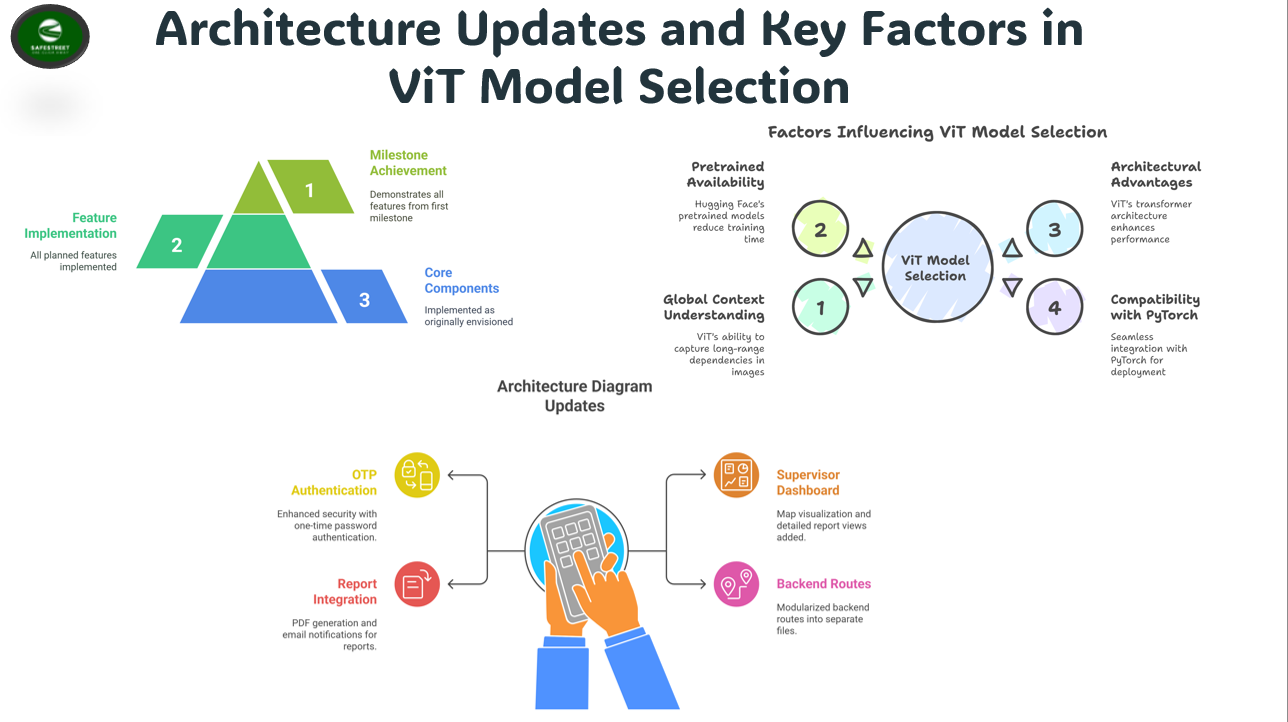 SAFESTREET
Architecture Updates and Key Factors in
ViT Model Selection
1
Milestone
Achievement
Demonstrates all
features from first
milestone
Feature
Implementation
All planned features
implemented
2
Core
Components
Implemented as
originally envisioned
3
Factors Influencing ViT Model Selection
Pretrained
Availability
Hugging Face's
pretrained models
reduce training
time
2
Global Context
Understanding
ViT's ability to
capture long-range
dependencies in
images
1
ViT Model
Selection
3
Architectural
Advantages
ViT's transformer
architecture
enhances
performance
4
Compatibility
with PyTorch
Seamless
integration with
PyTorch for
deployment
Architecture Diagram
Updates
OTP
Authentication
Enhanced security with
one-time password
authentication.
Report
Integration
PDF generation and
email notifications for
reports.
Supervisor
Dashboard
Map visualization and
detailed report views
added.
Backend Routes
Modularized backend
routes into separate
files.